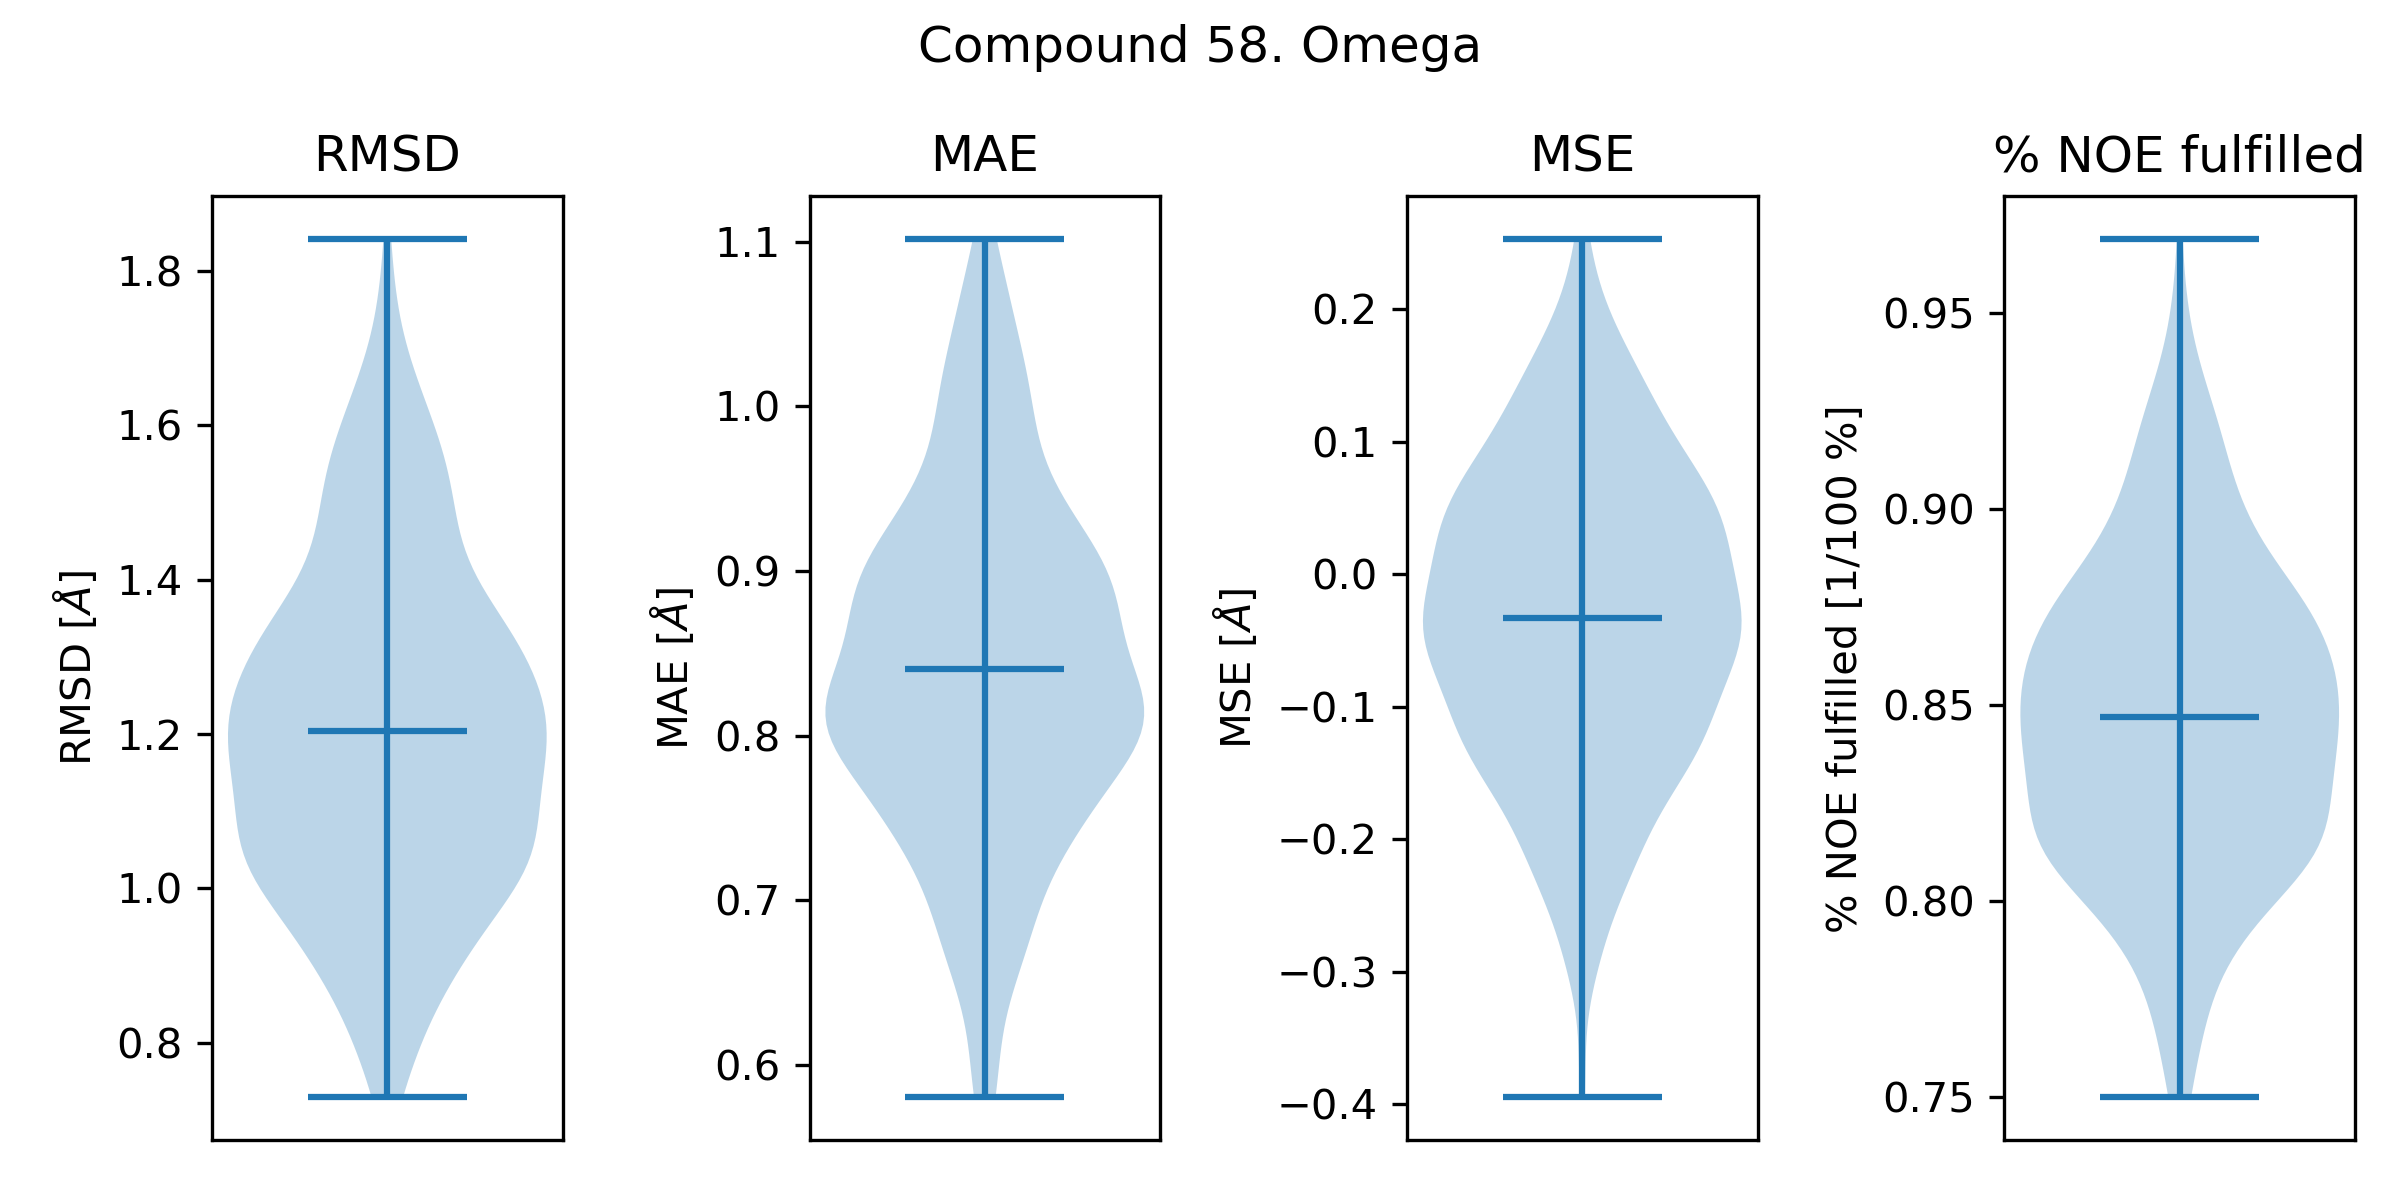 Compound 58. Omega
RMSD
MAE
MSE
% NOE fulfilled
RMSD [Å]
1.8
1.6
1.4
1.2
1.0
0.8
MAE [Å]
1.1
1.0
0.9
0.8
0.7
0.6
MSE [Å]
0.2
0.1
0.0
−0.1
−0.2
−0.3
−0.4
% NOE fulfilled [1/100 %]
0.95
0.90
0.85
0.80
0.75